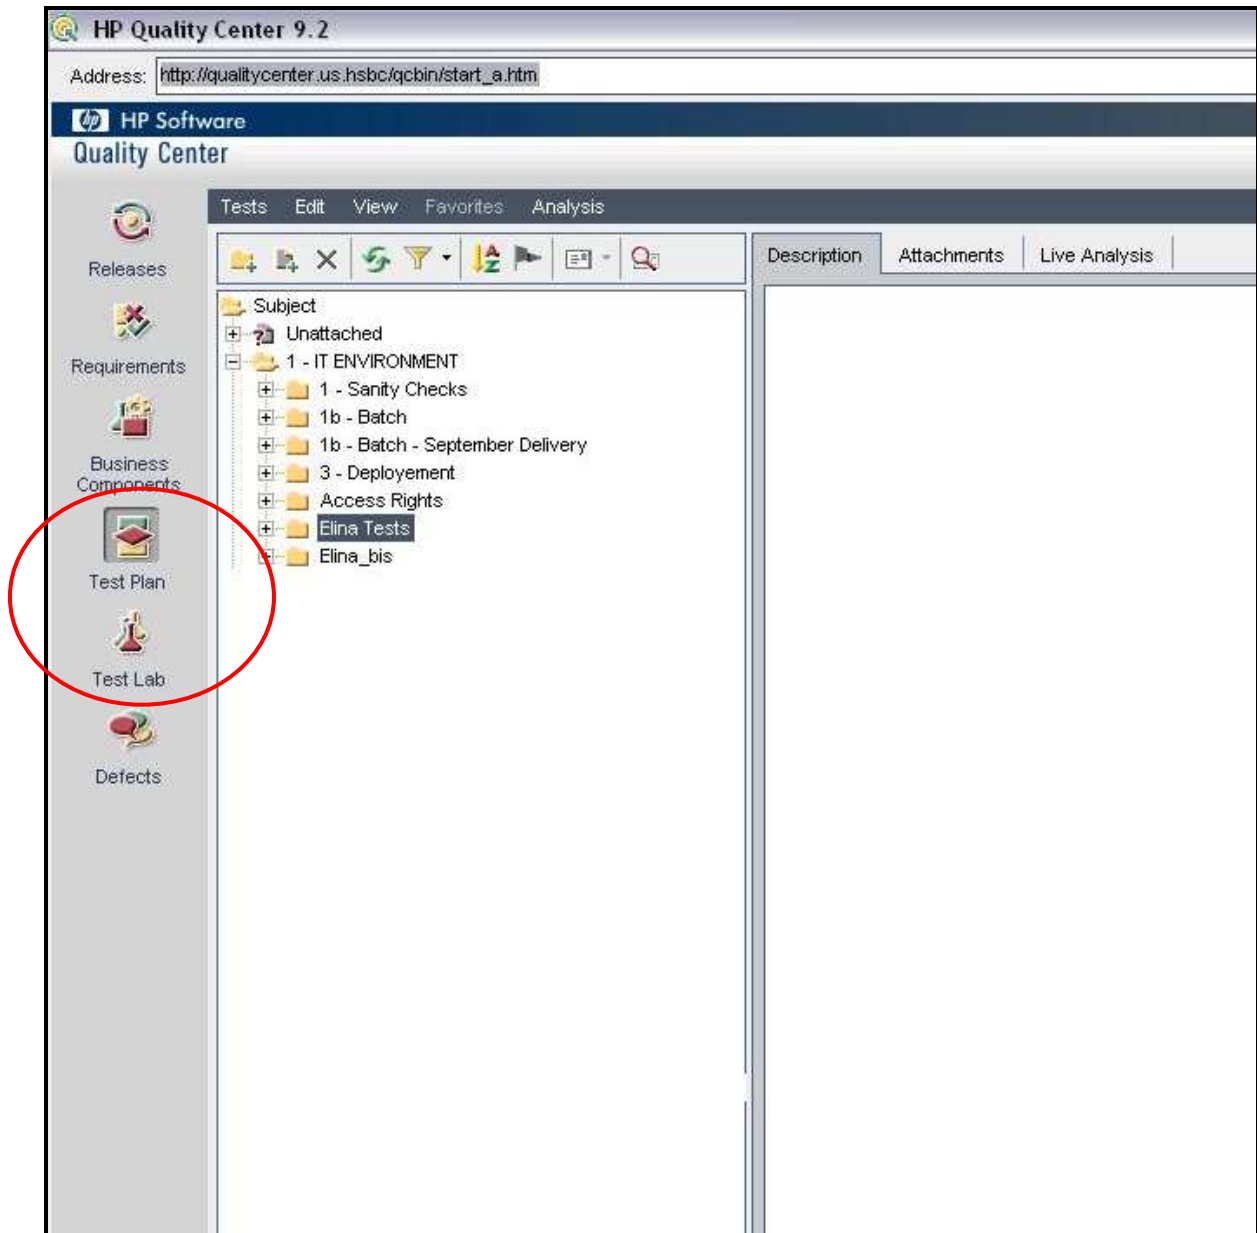 HP Quality Center 9.2
Address: http://qualitycenter.us.hsbc/qcbin/start_a.htm
hp HP Software
Quality Center
Tests Edit View Favorites Analysis
Releases
Requirements
Business
Components
Test Plan
Test Lab
Defects
Subject
Unattached
1 - IT ENVIRONMENT
1 - Sanity Checks
1b - Batch
1b - Batch - September Delivery
3 - Deployement
Access Rights
Elina Tests
Elina_bis
Description Attachments Live Analysis